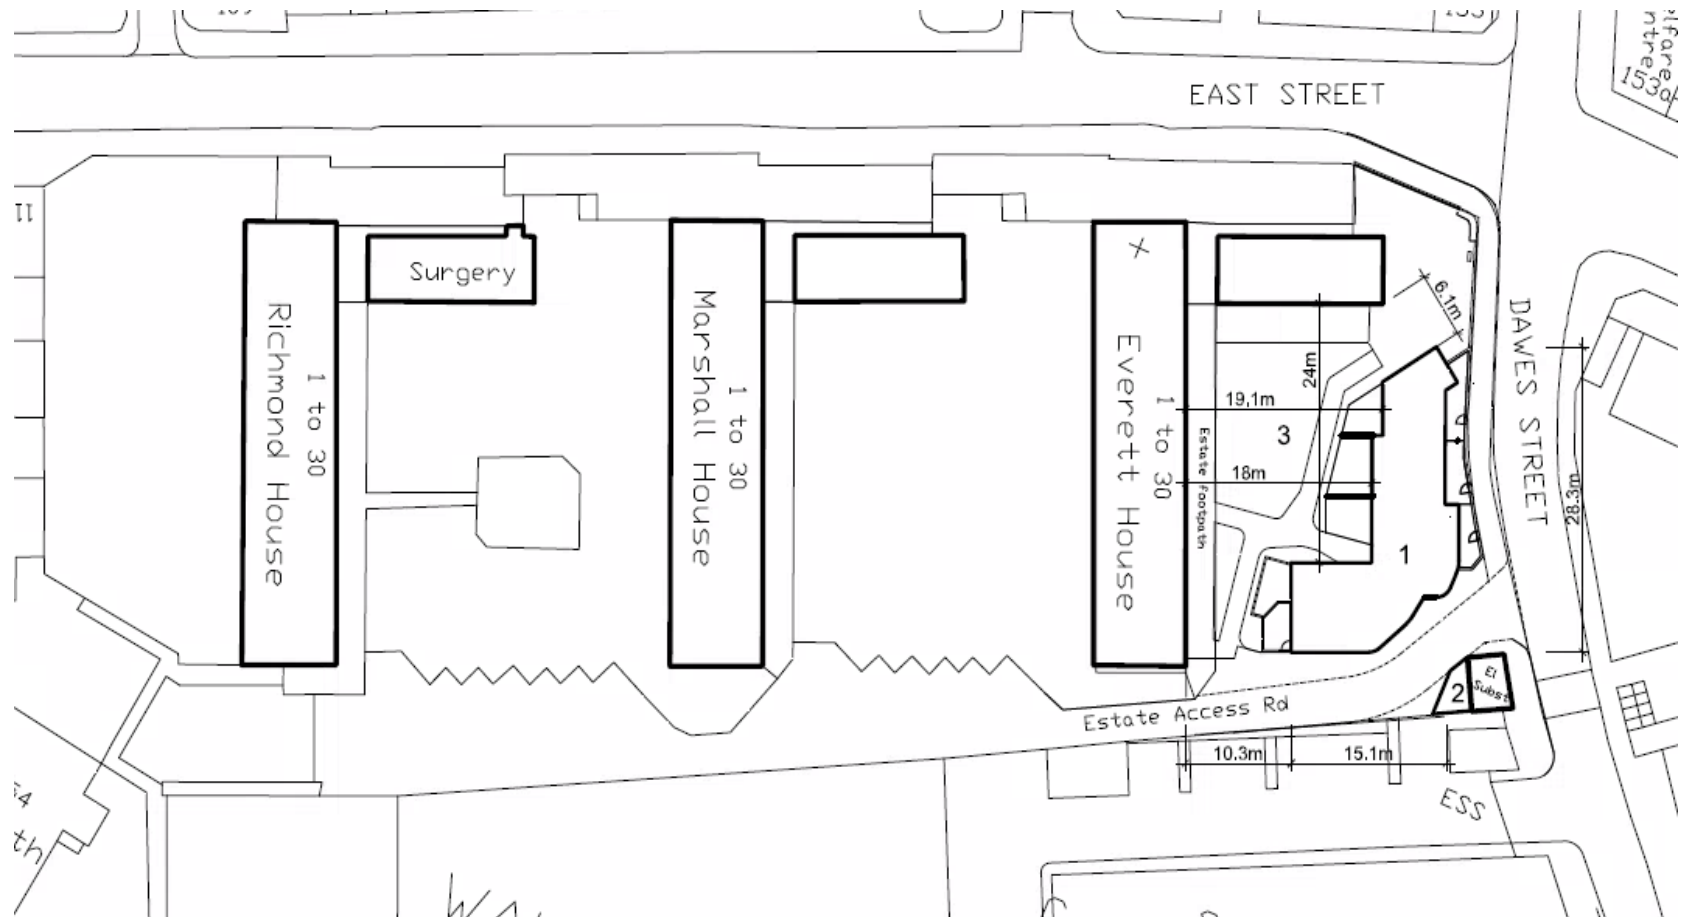 EAST STREET
153a
11
Surgery
1 to 30
Richmond House
1 to 30
Marshall House
X
1 to 30
Everett House
Estate footpath
6.1m
24m
19,1m
3
18m
1
DAWES STREET
28.3m
2
El
Subst
Estate Access Rd
10.3m
15.1m
ESS